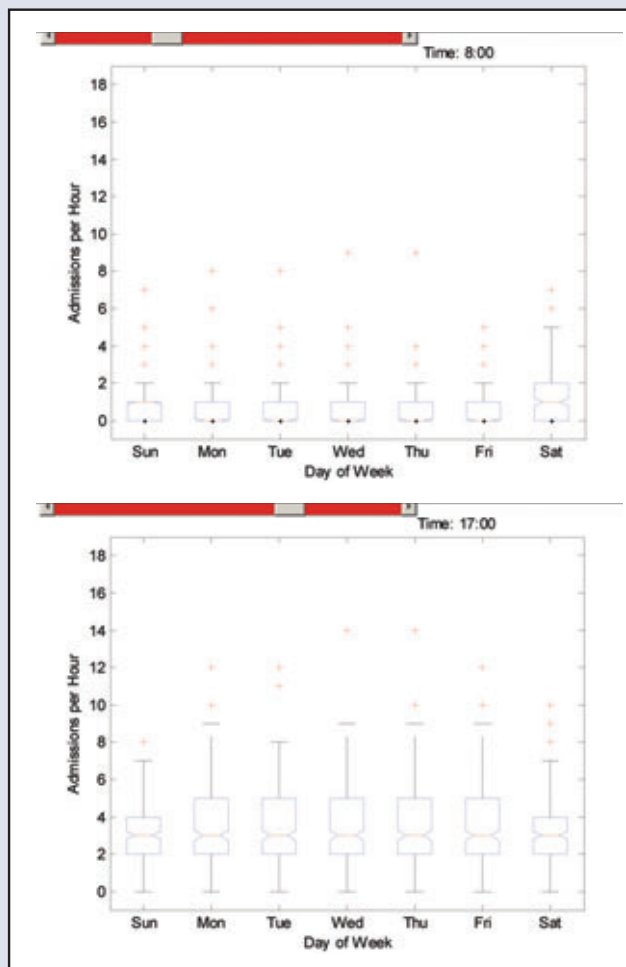 Time: 8:00
18
16
14
12
10
8
6
4
2
0
Admissions per Hour
Sun Mon Tue Wed Thu Fri Sat
Day of Week
Time: 17:00
18
16
14
12
10
8
6
4
2
0
Admissions per Hour
Sun Mon Tue Wed Thu Fri Sat
Day of Week